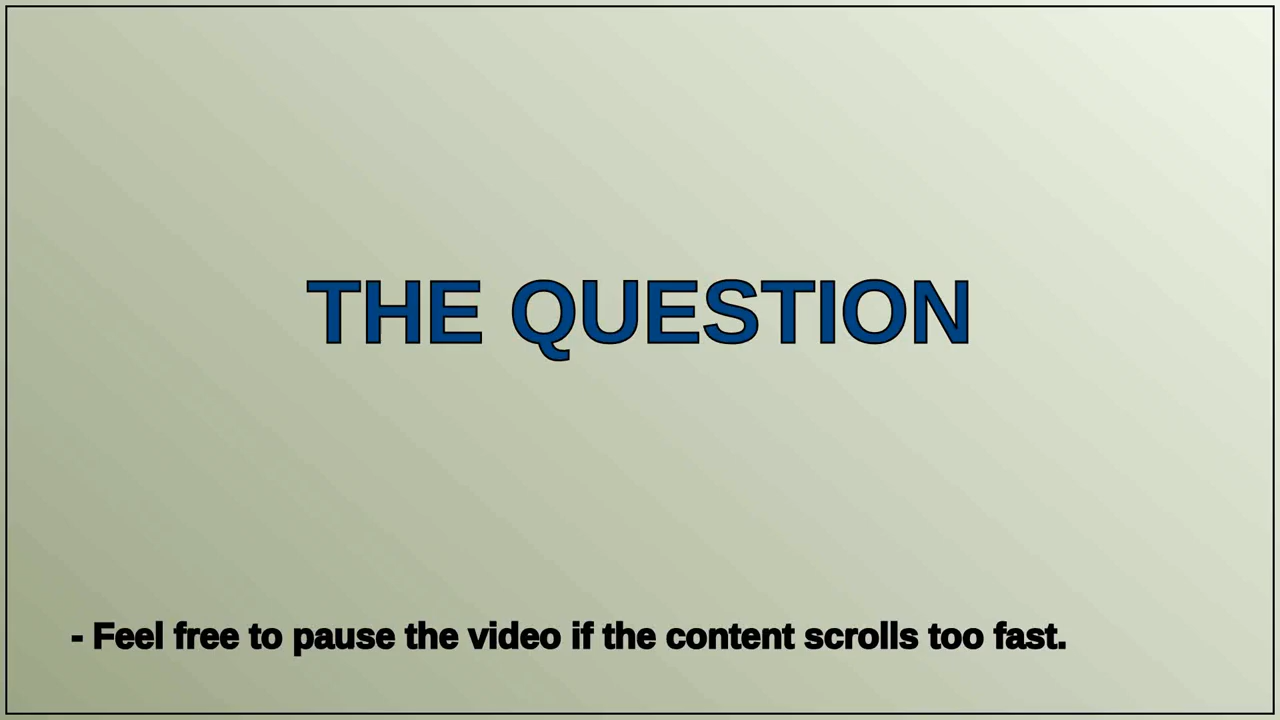 THE QUESTION
- Feel free to pause the video if the content scrolls too fast.